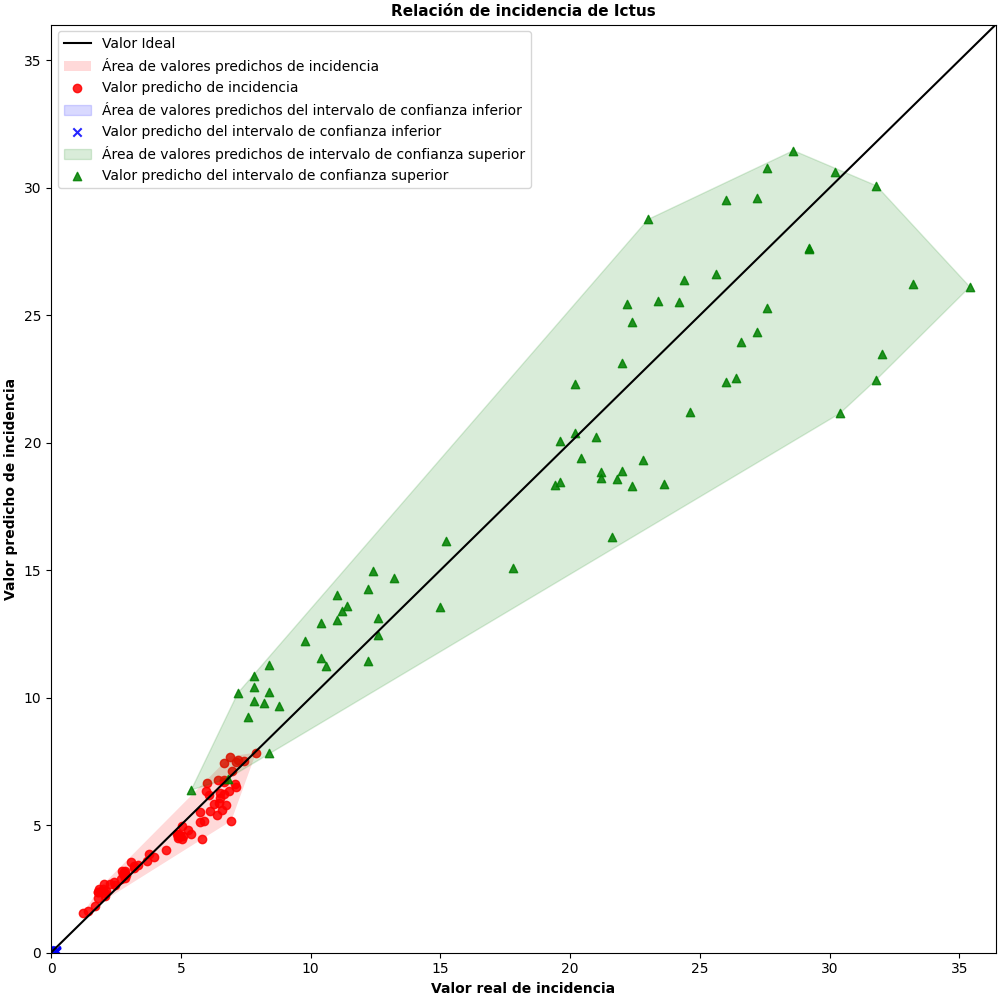 Relación de incidencia de Ictus
Valor Ideal
Área de valores predichos de incidencia
Valor predicho de incidencia
Área de valores predichos del intervalo de confianza inferior
Valor predicho del intervalo de confianza inferior
Área de valores predichos de intervalo de confianza superior
Valor predicho del intervalo de confianza superior
Valor predicho de incidencia
35
30
25
20
15
10
5
0
0 5 10 15 20 25 30 35
Valor real de incidencia